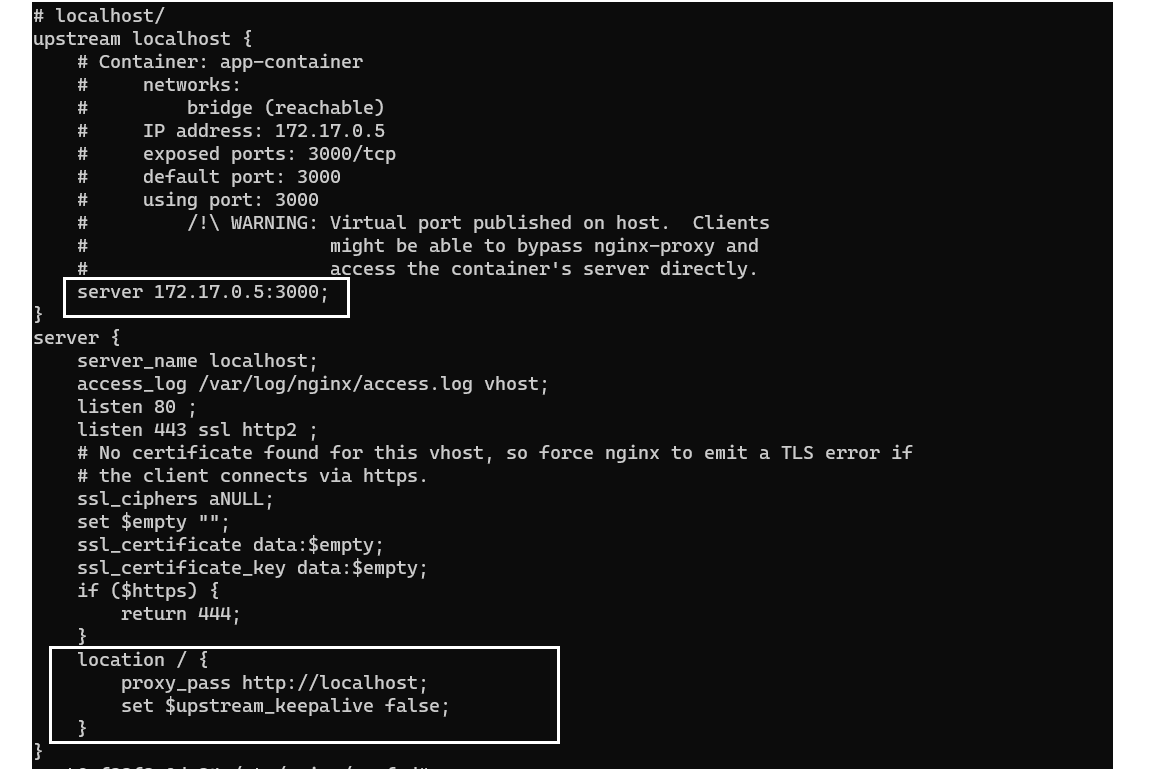 # localhost/
upstream localhost {
    # Container: app-container
    #     networks:
    #         bridge (reachable)
    #     IP address: 172.17.0.5
    #     exposed ports: 3000/tcp
    #     default port: 3000
    #     using port: 3000
    #         /!\ WARNING: Virtual port published on host.  Clients
    #                      might be able to bypass nginx-proxy and
    #                      access the container's server directly.
    server 172.17.0.5:3000;
}
server {
    server_name localhost;
    access_log /var/log/nginx/access.log vhost;
    listen 80 ;
    listen 443 ssl http2 ;
    # No certificate found for this vhost, so force nginx to emit a TLS error if
    # the client connects via https.
    ssl_ciphers aNULL;
    set $empty "";
    ssl_certificate data:$empty;
    ssl_certificate_key data:$empty;
    if ($https) {
        return 444;
    }
    location / {
        proxy_pass http://localhost;
        set $upstream_keepalive false;
    }
}